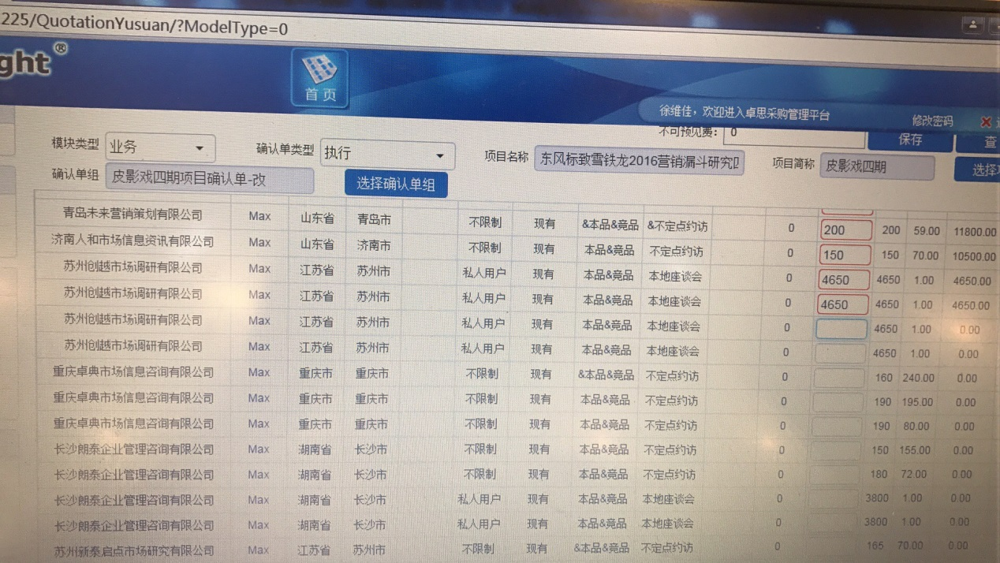 225/QuotationYusuan/?ModelType=0
ght®
首页
徐维佳，欢迎进入卓思采购管理平台 修改密码
不可预见费： 0 保存 查
模块类型 业务 确认单类型 执行 项目名称 东风标致雪铁龙2016营销漏斗研究 项目简称 皮影戏四期 选择
确认单组 皮影戏四期项目确认单-改 选择确认单组
青岛未来营销策划有限公司 Max 山东省 青岛市 不限制 现有 &本品&竞品 &不定点约访 0 200 200 59.00 11800.00
济南人和市场信息资讯有限公司 Max 山东省 济南市 不限制 现有 本品&竞品 不定点约访 0 150 150 70.00 10500.00
苏州创越市场调研有限公司 Max 江苏省 苏州市 私人用户 现有 本品&竞品 本地座谈会 0 4650 4650 1.00 4650.00
苏州创越市场调研有限公司 Max 江苏省 苏州市 私人用户 现有 本品&竞品 本地座谈会 0 4650 4650 1.00 4650.00
苏州创越市场调研有限公司 Max 江苏省 苏州市 私人用户 现有 本品&竞品 本地座谈会 0 4650 1.00 0.00
苏州创越市场调研有限公司 Max 江苏省 苏州市 私人用户 现有 本品&竞品 本地座谈会 0 4650 1.00 0.00
重庆卓典市场信息咨询有限公司 Max 重庆市 重庆市 不限制 现有 &本品&竞品 不定点约访 0 160 240.00 0.00
重庆卓典市场信息咨询有限公司 Max 重庆市 重庆市 不限制 现有 本品&竞品 不定点约访 0 190 195.00 0.00
重庆卓典市场信息咨询有限公司 Max 重庆市 重庆市 不限制 现有 本品&竞品 不定点约访 0 190 80.00 0.00
长沙朗泰企业管理咨询有限公司 Max 湖南省 长沙市 不限制 现有 本品&竞品 不定点约访 0 150 155.00 0.00
长沙朗泰企业管理咨询有限公司 Max 湖南省 长沙市 不限制 现有 本品&竞品 不定点约访 0 180 72.00 0.00
长沙朗泰企业管理咨询有限公司 Max 湖南省 长沙市 私人用户 现有 本品&竞品 本地座谈会 0 3800 1.00 0.00
长沙朗泰企业管理咨询有限公司 Max 湖南省 长沙市 私人用户 现有 本品&竞品 本地座谈会 0 3800 1.00 0.00
苏州新泰启点市场研究有限公司 Max 江苏省 苏州市 不限制 现有 &本品&竞品 不定点约访 0 165 70.00 0.00